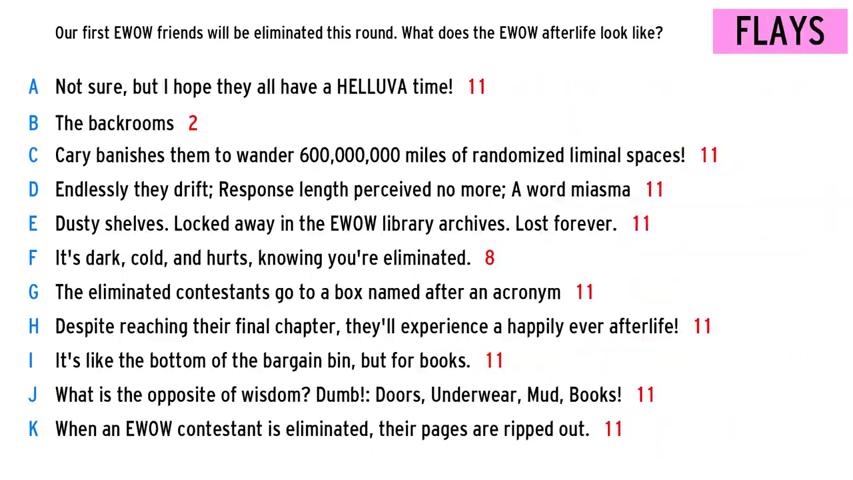 Our first EWOW friends will be eliminated this round. What does the EWOW afterlife look like?
FLAYS
A Not sure, but I hope they all have a HELLUVA time! 11
B The backrooms 2
C Cary banishes them to wander 600,000,000 miles of randomized liminal spaces! 11
D Endlessly they drift; Response length perceived no more; A word miasma 11
E Dusty shelves. Locked away in the EWOW library archives. Lost forever. 11
F It's dark, cold, and hurts, knowing you're eliminated. 8
G The eliminated contestants go to a box named after an acronym 11
H Despite reaching their final chapter, they'll experience a happily ever afterlife! 11
I It's like the bottom of the bargain bin, but for books. 11
J What is the opposite of wisdom? Dumb!: Doors, Underwear, Mud, Books! 11
K When an EWOW contestant is eliminated, their pages are ripped out. 11